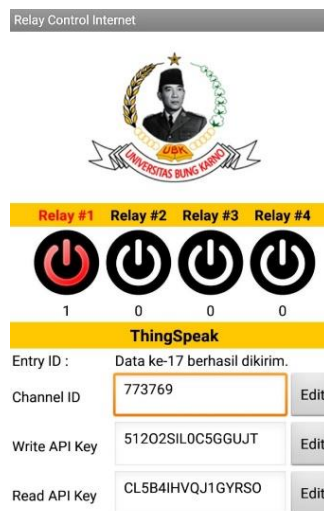 Relay Control Internet
UBK
UNIVERSITAS BUNG KARNO
Relay #1 Relay #2 Relay #3 Relay #4
1 0 0 0
ThingSpeak
Entry ID : Data ke-17 berhasil dikirim.
Channel ID 773769 Edit
Write API Key 512O2SIL0C5GGUJT Edit
Read API Key CL5B4IHVQJ1GYRSO Edit